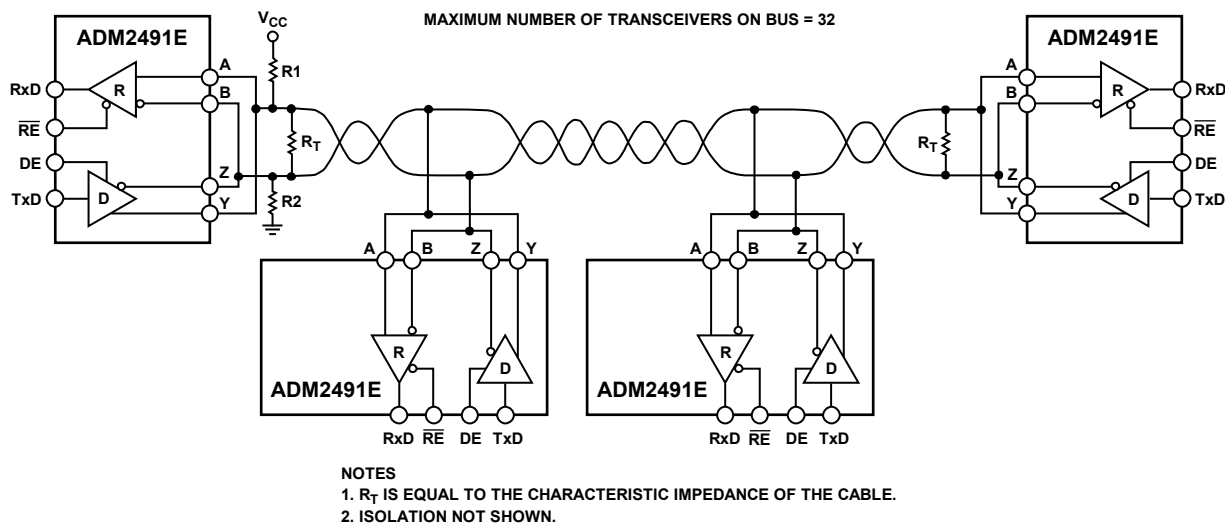 MAXIMUM NUMBER OF TRANSCEIVERS ON BUS = 32
VCC
R1
RT
R2
ADM2491E
A
B
Z
Y
RxD
RE
DE
TxD
R
D
RT
ADM2491E
A
B
Z
Y
R
D
RxD
RE
DE
TxD
A B Z Y
R
D
ADM2491E
RxD RE DE TxD
A B Z Y
R
D
ADM2491E
RxD RE DE TxD
NOTES
1. RT IS EQUAL TO THE CHARACTERISTIC IMPEDANCE OF THE CABLE.
2. ISOLATION NOT SHOWN.